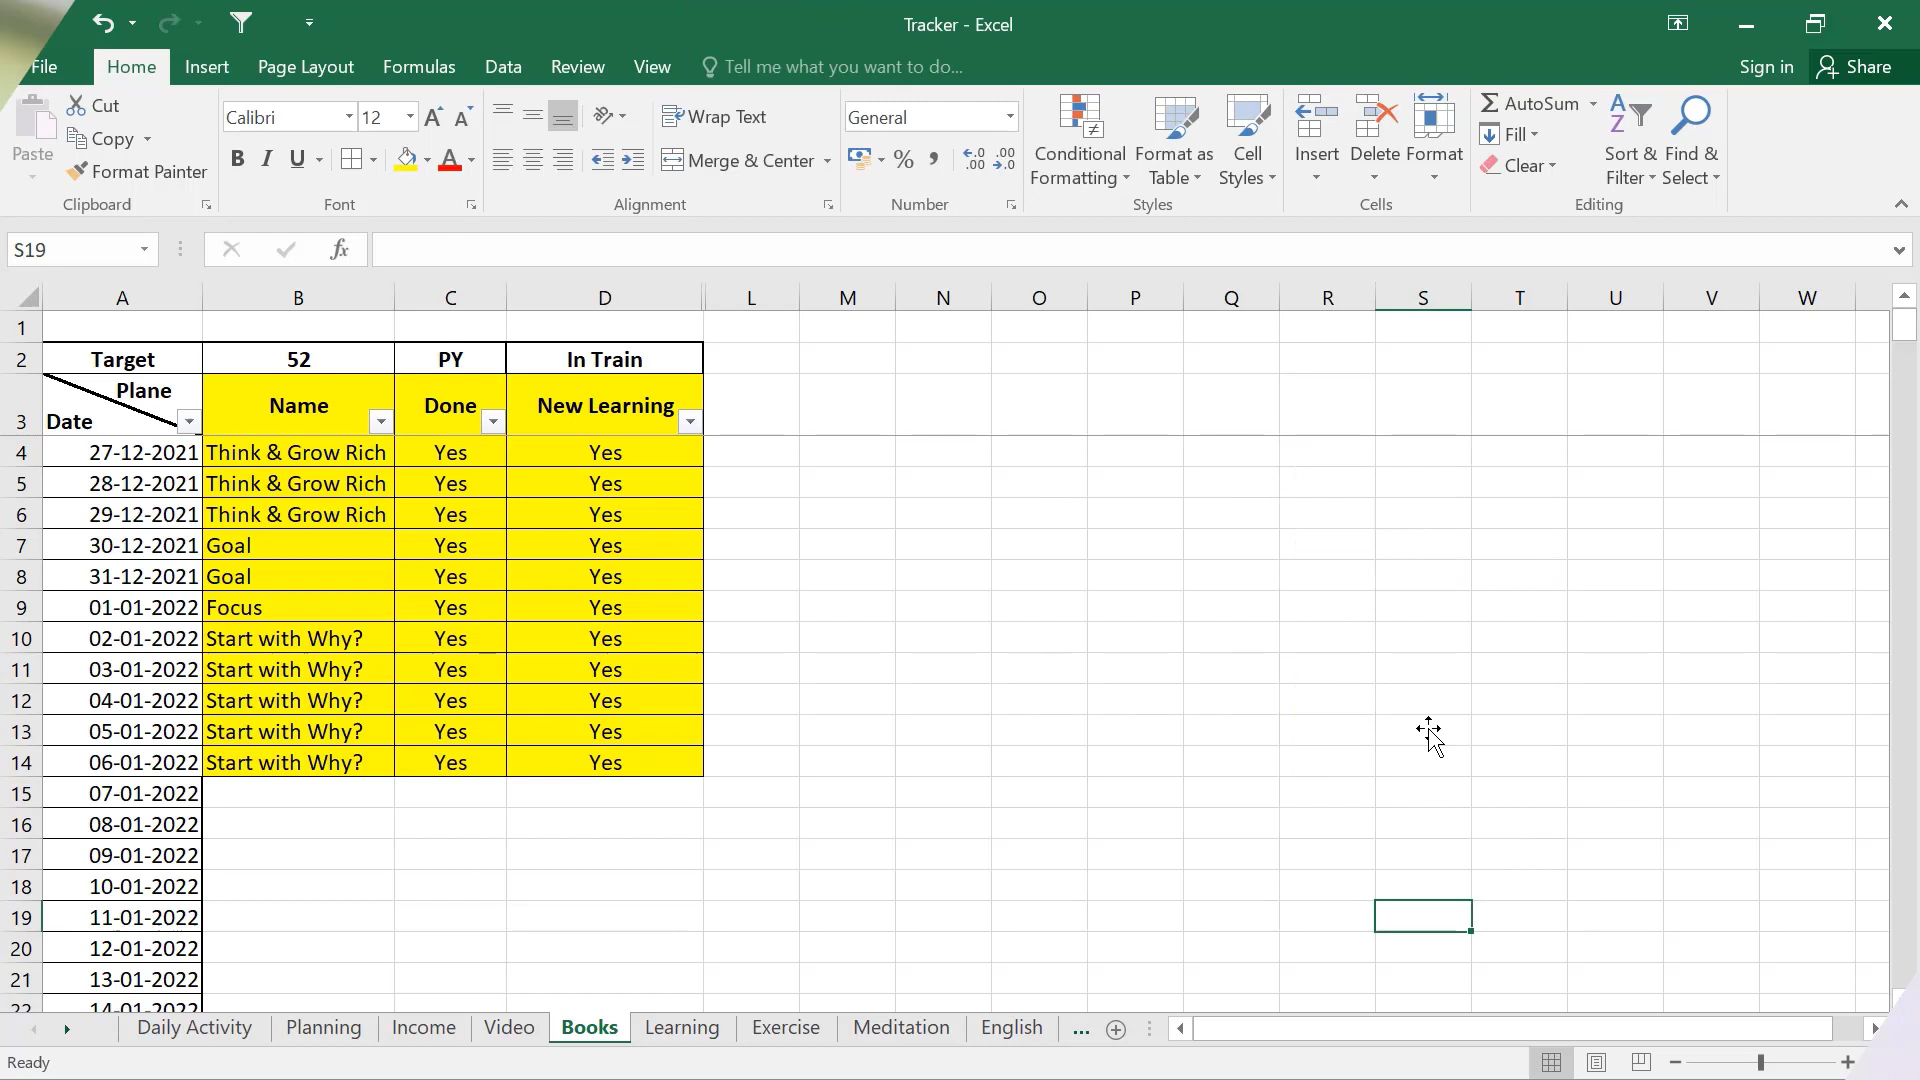 Tracker - Excel
File Home Insert Page Layout Formulas Data Review View Tell me what you want to do... Sign in Share
Paste Cut Copy Format Painter Clipboard
Calibri 12 A A B I U A Font
Wrap Text Merge & Center Alignment
General % , .0 .00 .00 .0 Number
Conditional Formatting Format as Table Cell Styles Styles
Insert Delete Format Cells
AutoSum Fill Clear Sort & Filter Find & Select Editing
S19 fx
A B C D L M N O P Q R S T U V W
1
2 Target 52 PY In Train
3 Plane Date Name Done New Learning
4 27-12-2021 Think & Grow Rich Yes Yes
5 28-12-2021 Think & Grow Rich Yes Yes
6 29-12-2021 Think & Grow Rich Yes Yes
7 30-12-2021 Goal Yes Yes
8 31-12-2021 Goal Yes Yes
9 01-01-2022 Focus Yes Yes
10 02-01-2022 Start with Why? Yes Yes
11 03-01-2022 Start with Why? Yes Yes
12 04-01-2022 Start with Why? Yes Yes
13 05-01-2022 Start with Why? Yes Yes
14 06-01-2022 Start with Why? Yes Yes
15 07-01-2022
16 08-01-2022
17 09-01-2022
18 10-01-2022
19 11-01-2022
20 12-01-2022
21 13-01-2022
22 14-01-2022
Daily Activity Planning Income Video Books Learning Exercise Meditation English ...
Ready